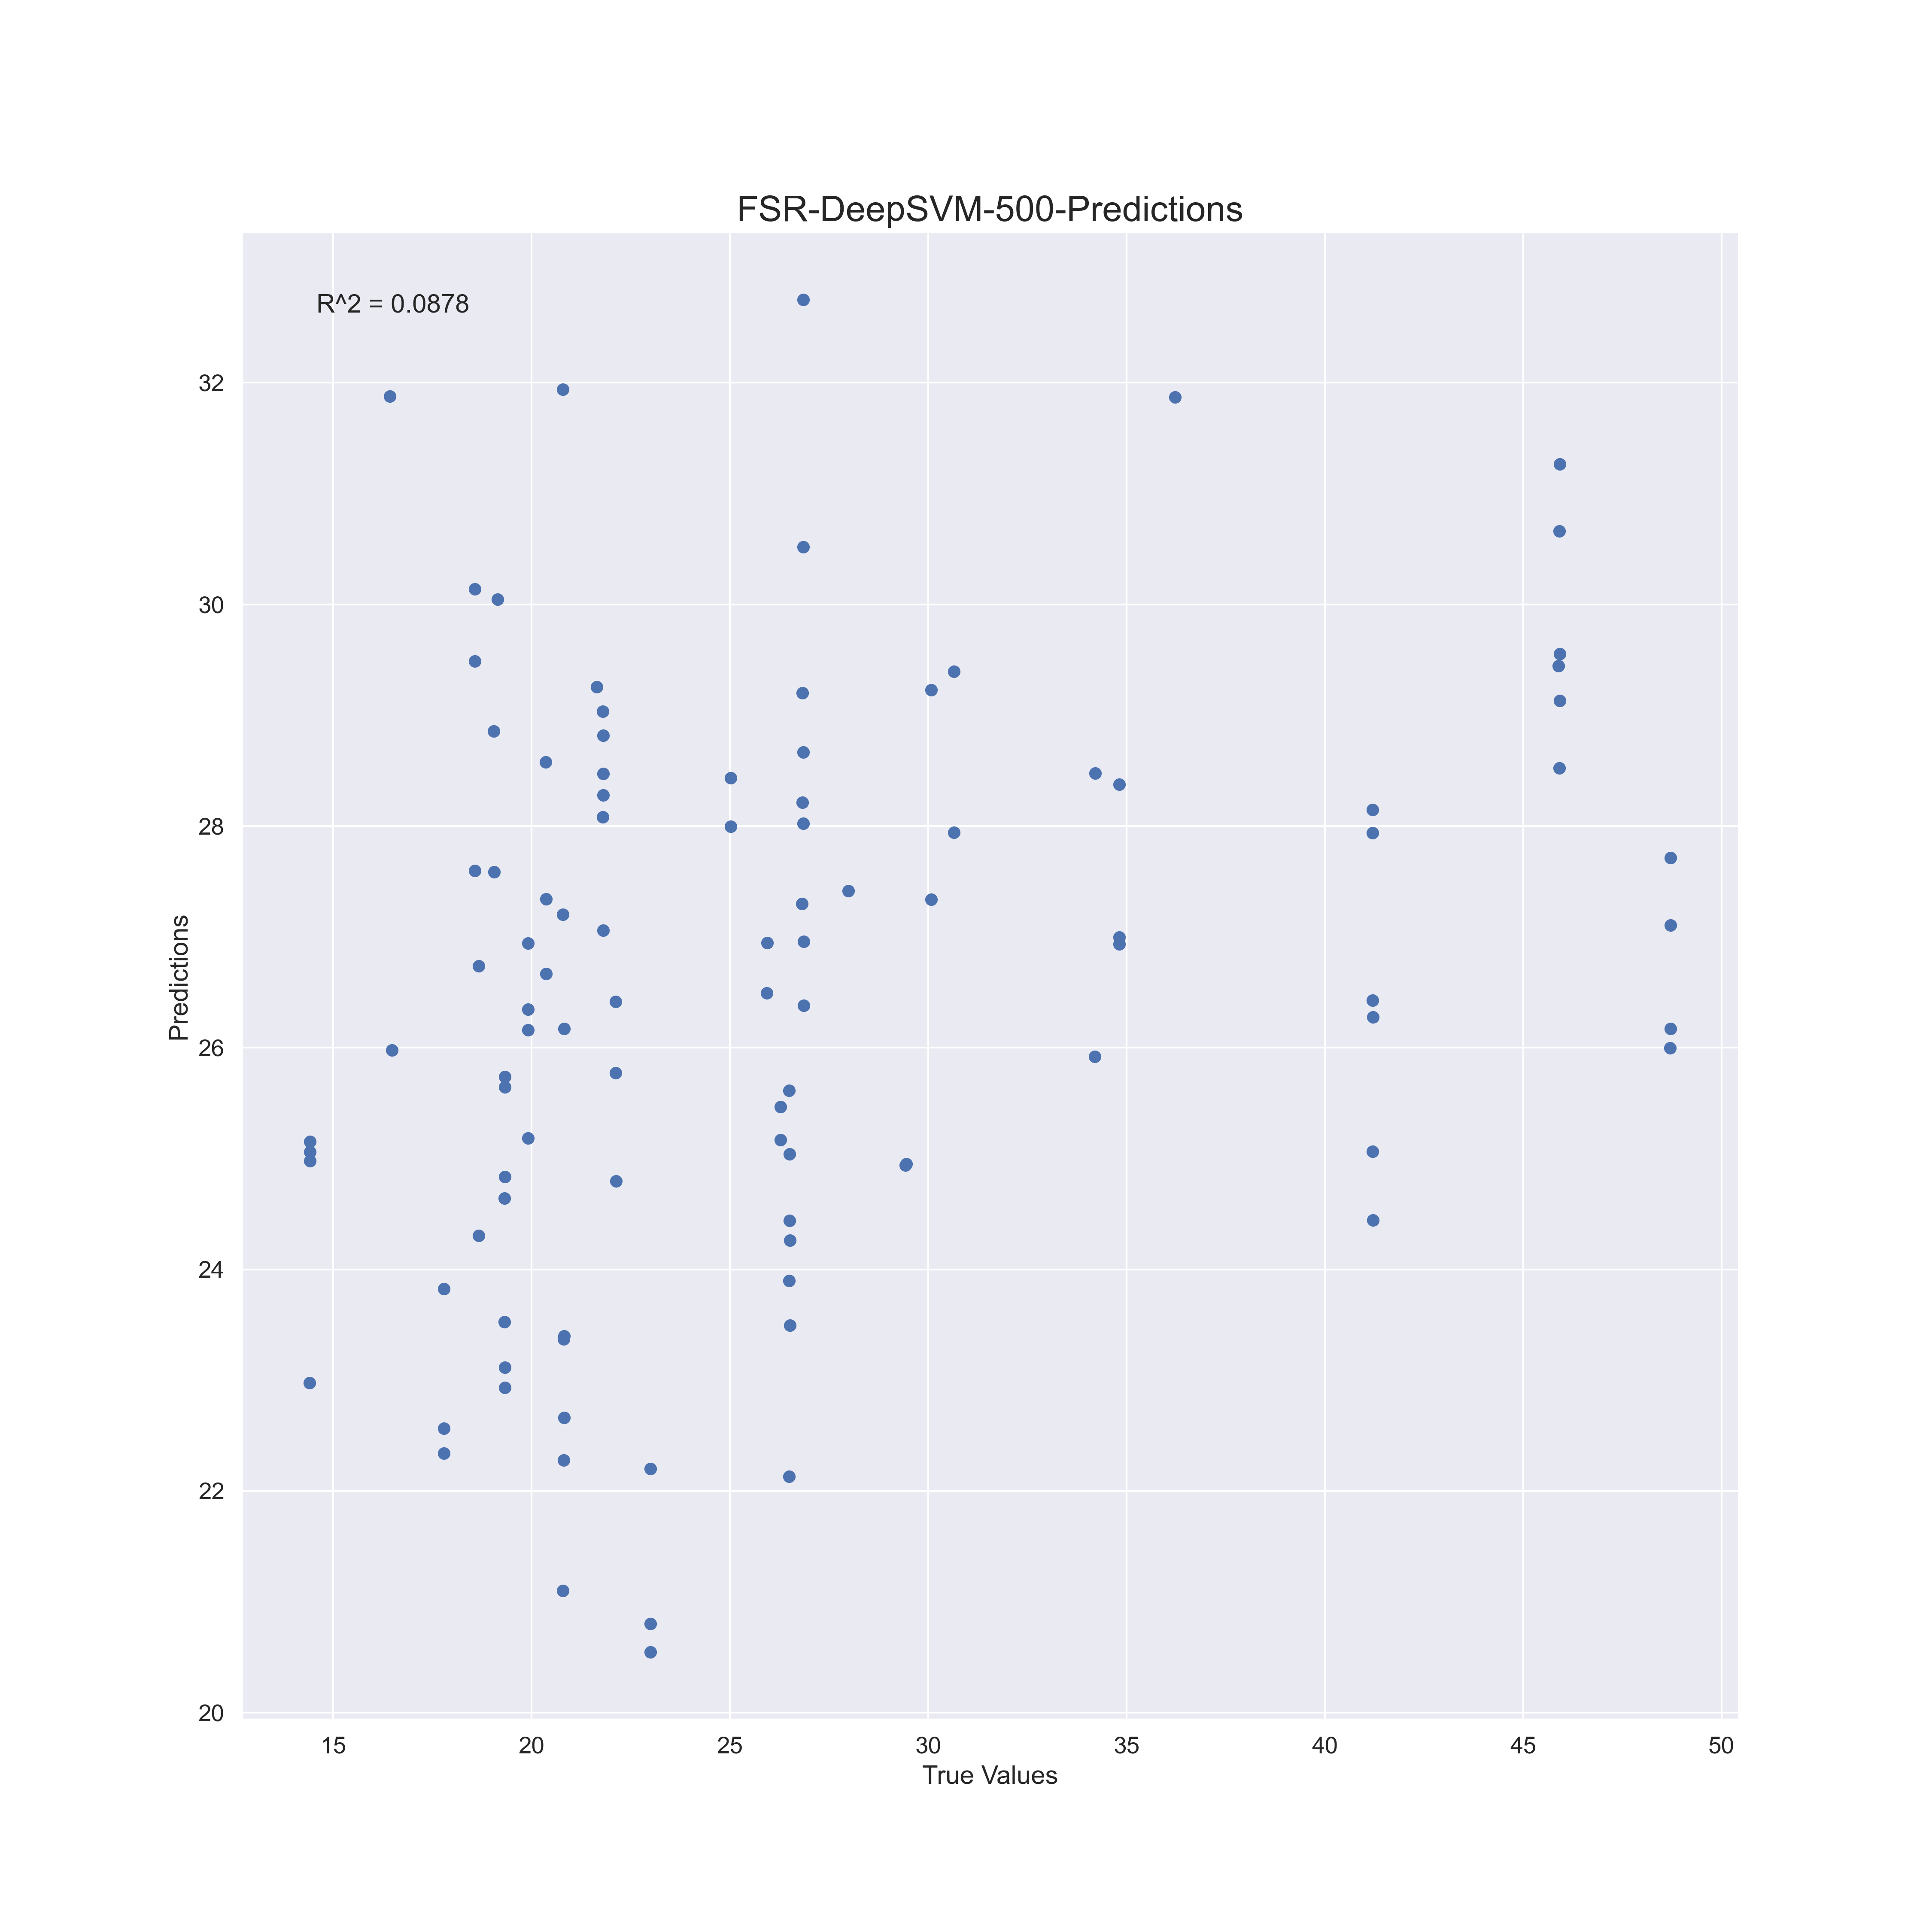 FSR-DeepSVM-500-Predictions
R^2 = 0.0878
32
30
28
26
24
22
20
Predictions
15 20 25 30 35 40 45 50
True Values